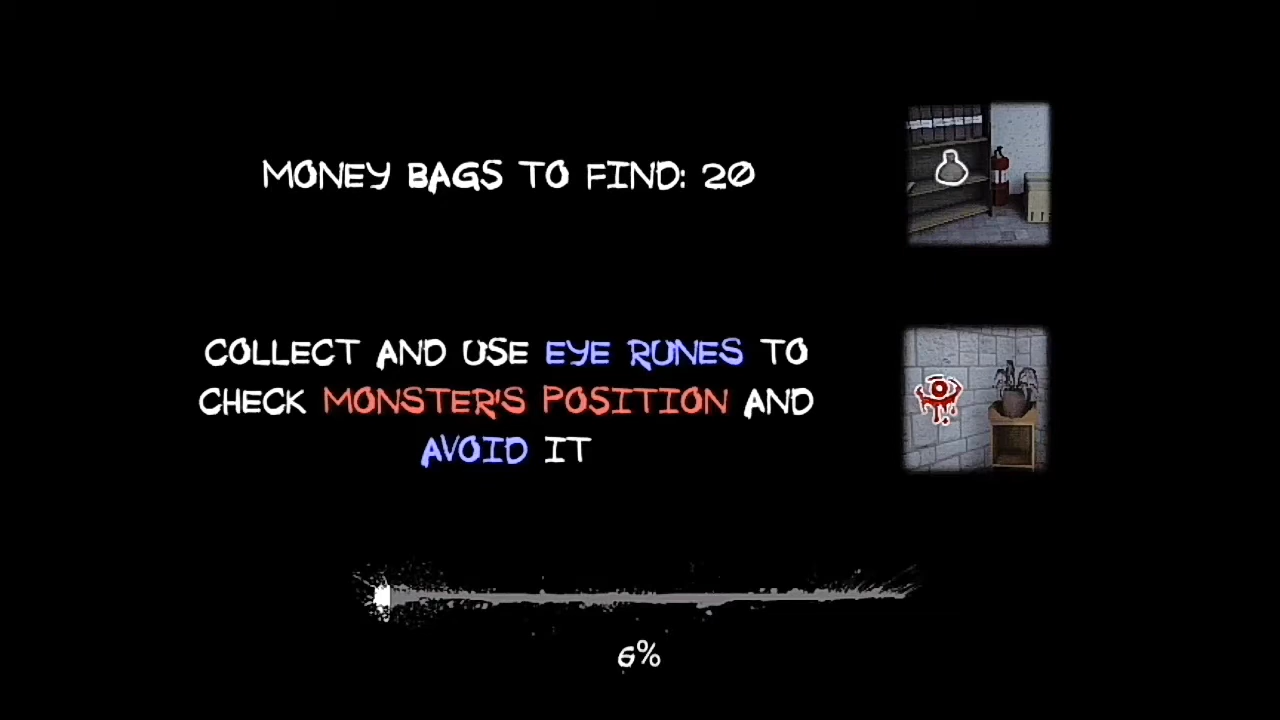 MONEY BAGS TO FIND: 20
COLLECT AND USE EYE RUNES TO
CHECK MONSTER'S POSITION AND
AVOID IT
6%